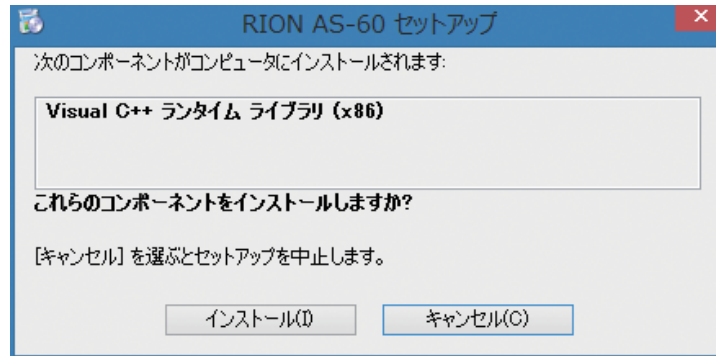 RION AS-60 セットアップ
次のコンポーネントがコンピュータにインストールされます:
Visual C++ ランタイム ライブラリ (x86)
これらのコンポーネントをインストールしますか?
[キャンセル] を選ぶとセットアップを中止します。
インストール(I)
キャンセル(C)